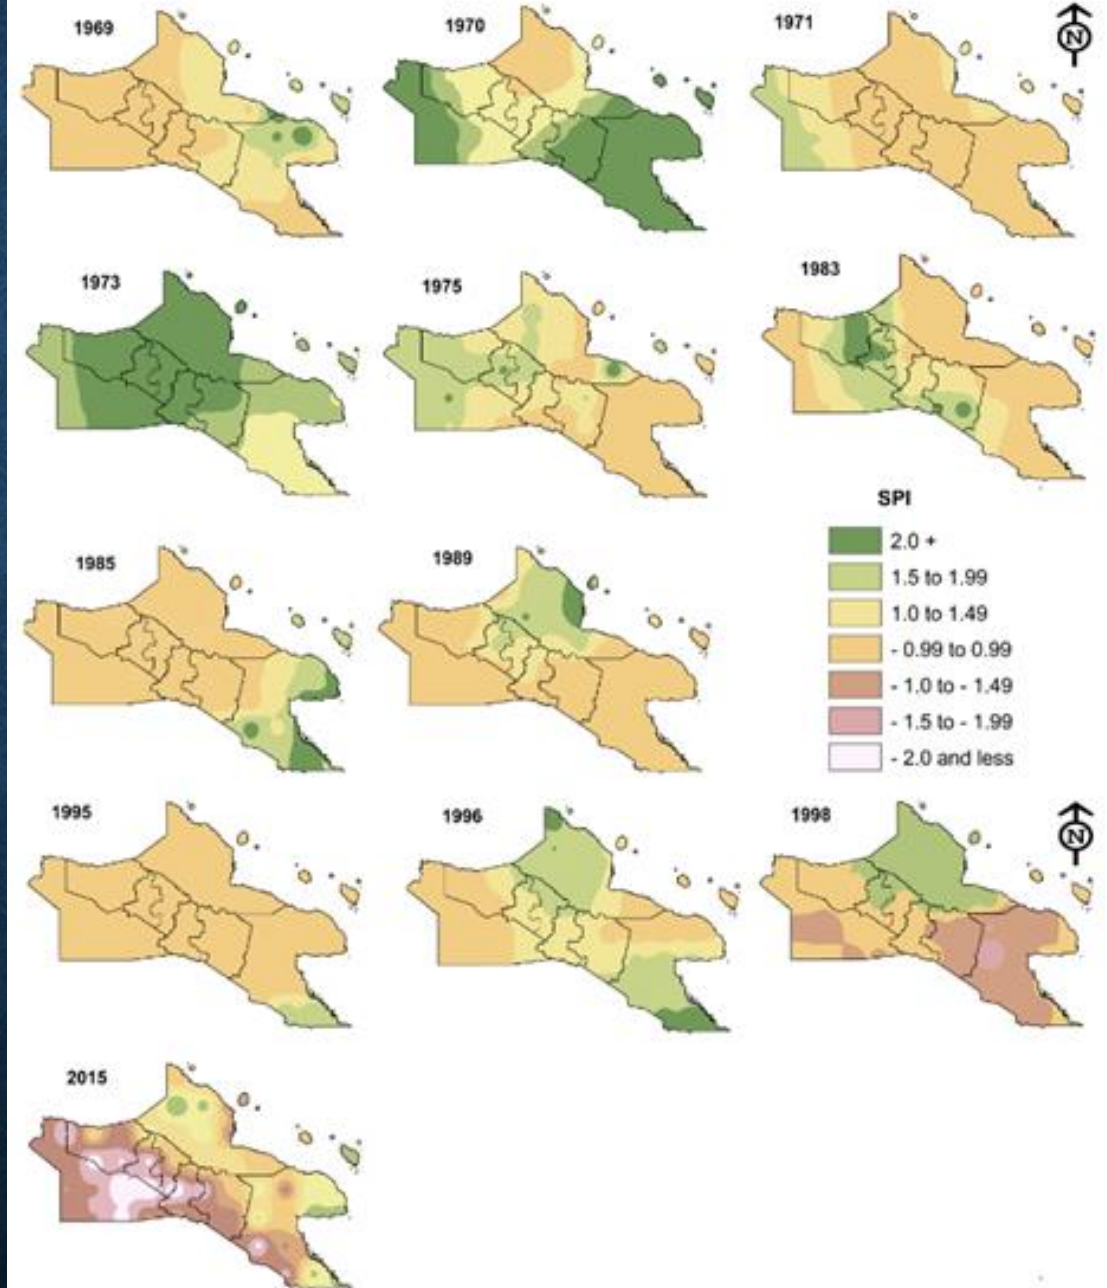 1969
1970
1971
N
1973
1975
1983
SPI
2.0 +
1.5 to 1.99
1.0 to 1.49
- 0.99 to 0.99
- 1.0 to - 1.49
- 1.5 to - 1.99
- 2.0 and less
1985
1989
1995
1996
1998
N
2015